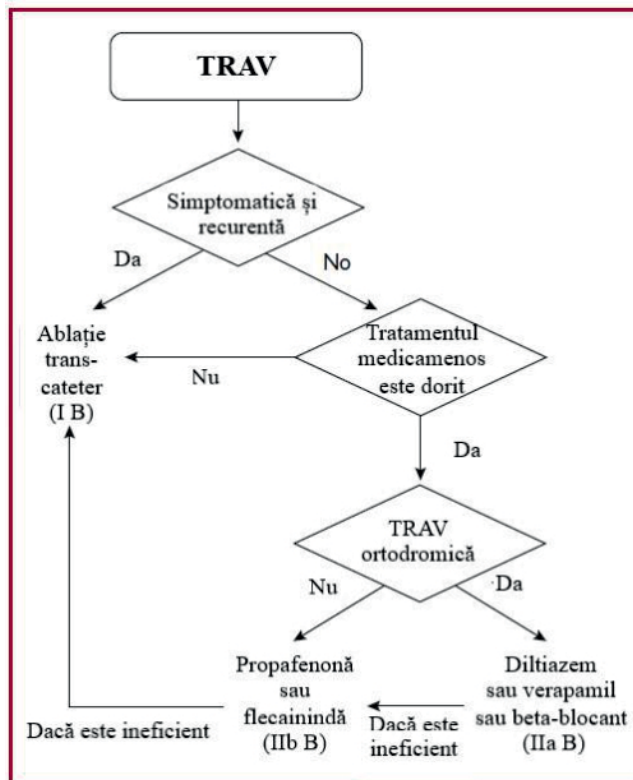 TRAV
Simptomatică și
recurentă
Da
No
Ablație
trans-
cateter
(I B)
Nu
Tratamentul
medicamenos
este dorit
Da
TRAV
ortodromică
Nu
Da
Propafenonă
sau
flecainindă
(IIb B)
Diltiazem
sau verapamil
sau beta-blocant
(IIa B)
Dacă este ineficient
Dacă este
ineficient